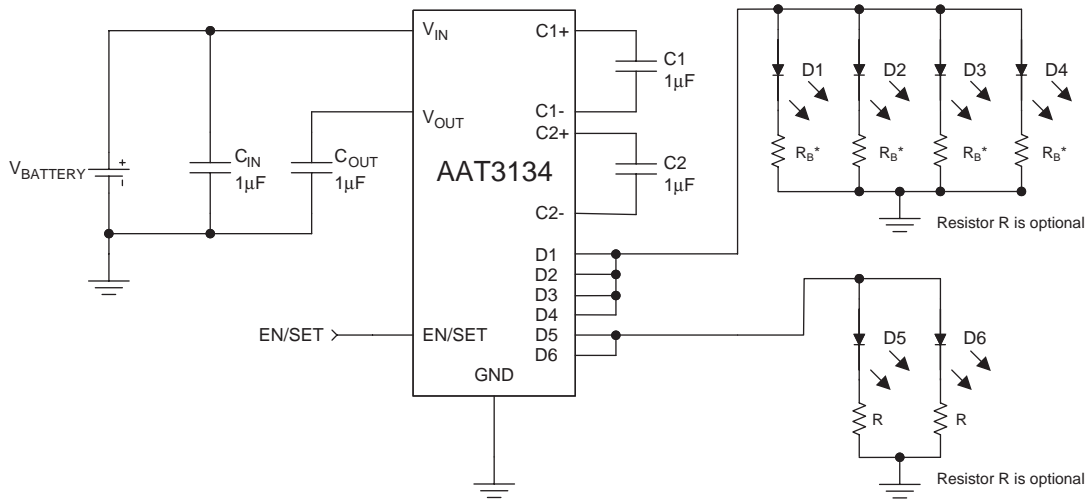 V_IN
C1+
C1
1μF
C1-
V_OUT
C2+
C2
1μF
C2-
AAT3134
V_BATTERY
+
-
C_IN
1μF
C_OUT
1μF
D1
D2
D3
D4
D5
D6
EN/SET
EN/SET
GND
D1
D2
D3
D4
R_B*
R_B*
R_B*
R_B*
Resistor R is optional
D5
D6
R
R
Resistor R is optional